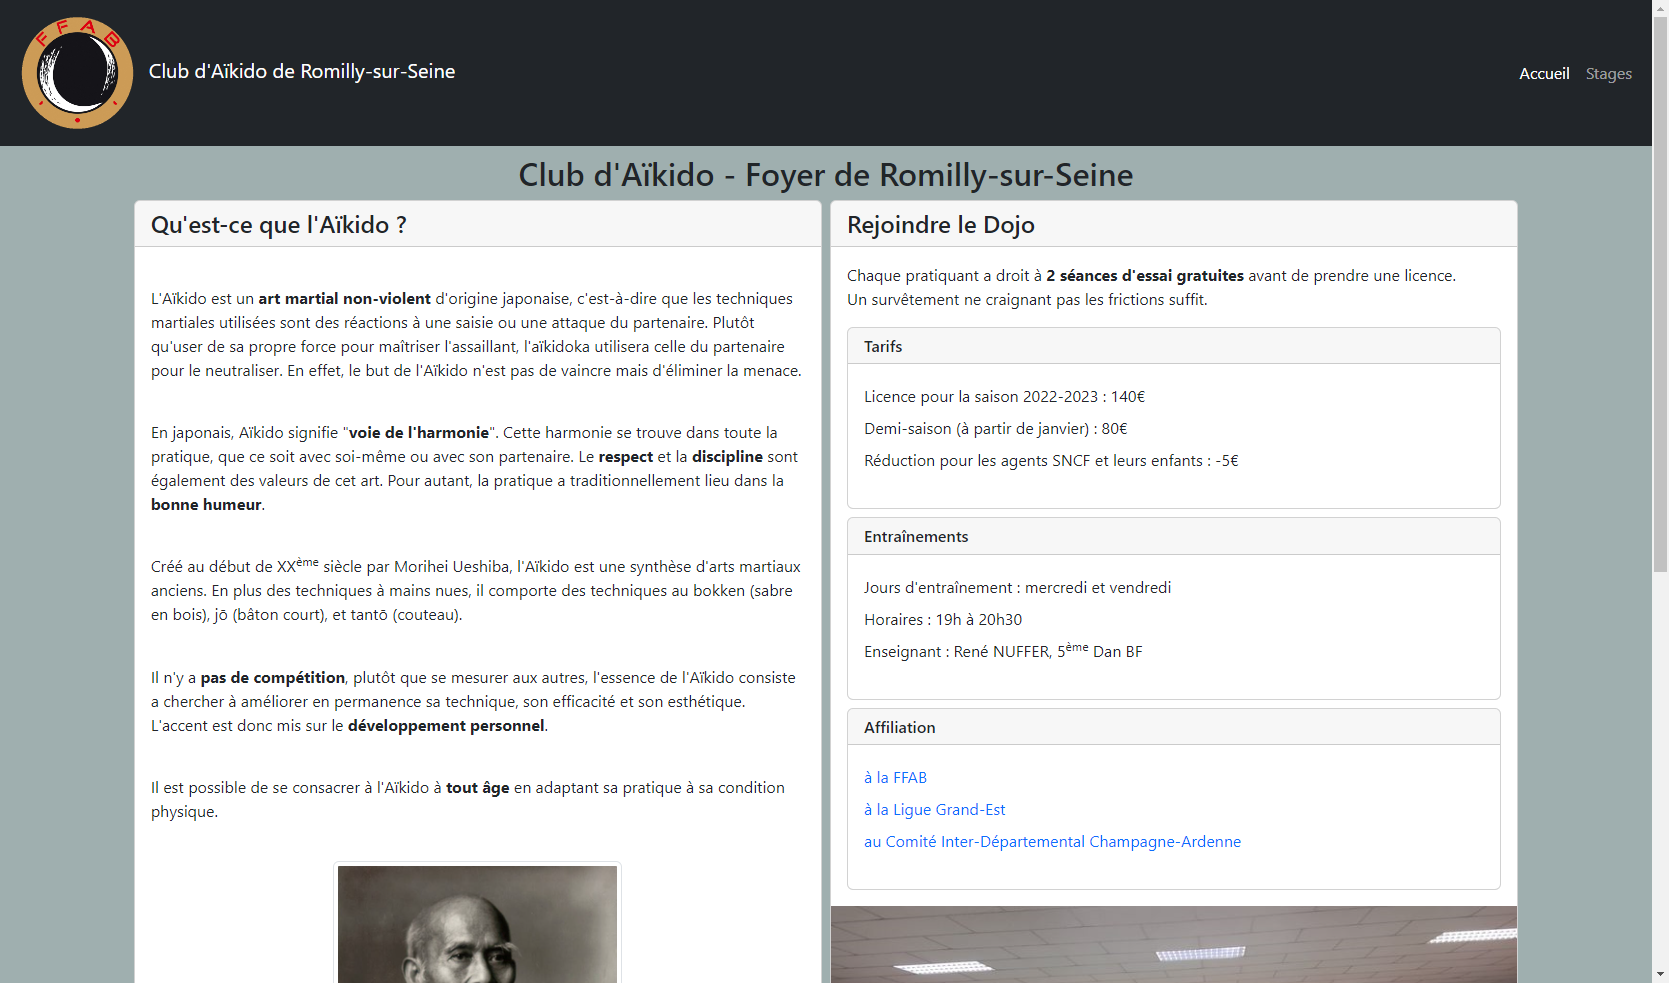 FFAB
Club d'Aïkido de Romilly-sur-Seine
Accueil Stages
Club d'Aïkido - Foyer de Romilly-sur-Seine
Qu'est-ce que l'Aïkido ?
L'Aïkido est un art martial non-violent d'origine japonaise, c'est-à-dire que les techniques
martiales utilisées sont des réactions à une saisie ou une attaque du partenaire. Plutôt
qu'user de sa propre force pour maîtriser l'assaillant, l'aïkidoka utilisera celle du partenaire
pour le neutraliser. En effet, le but de l'Aïkido n'est pas de vaincre mais d'éliminer la menace.
En japonais, Aïkido signifie "voie de l'harmonie". Cette harmonie se trouve dans toute la
pratique, que ce soit avec soi-même ou avec son partenaire. Le respect et la discipline sont
également des valeurs de cet art. Pour autant, la pratique a traditionnellement lieu dans la
bonne humeur.
Créé au début de XXème siècle par Morihei Ueshiba, l'Aïkido est une synthèse d'arts martiaux
anciens. En plus des techniques à mains nues, il comporte des techniques au bokken (sabre
en bois), jō (bâton court), et tantō (couteau).
Il n'y a pas de compétition, plutôt que se mesurer aux autres, l'essence de l'Aïkido consiste
a chercher à améliorer en permanence sa technique, son efficacité et son esthétique.
L'accent est donc mis sur le développement personnel.
Il est possible de se consacrer à l'Aïkido à tout âge en adaptant sa pratique à sa condition
physique.
Rejoindre le Dojo
Chaque pratiquant a droit à 2 séances d'essai gratuites avant de prendre une licence.
Un survêtement ne craignant pas les frictions suffit.
Tarifs
Licence pour la saison 2022-2023 : 140€
Demi-saison (à partir de janvier) : 80€
Réduction pour les agents SNCF et leurs enfants : -5€
Entraînements
Jours d'entraînement : mercredi et vendredi
Horaires : 19h à 20h30
Enseignant : René NUFFER, 5ème Dan BF
Affiliation
à la FFAB
à la Ligue Grand-Est
au Comité Inter-Départemental Champagne-Ardenne